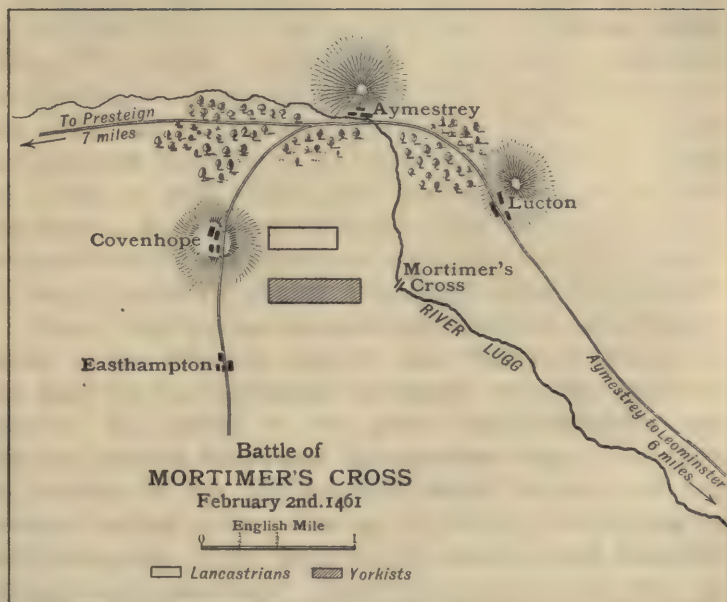 To Presteign
7 miles
Aymestrey
Lucton
Covenhope
Mortimer's
Cross
RIVER LUGG
Easthampton
Aymestrey to Leominster
6 miles
Battle of
MORTIMER'S CROSS
February 2nd. 1461
English Mile
0 1
Lancastrians Yorkists